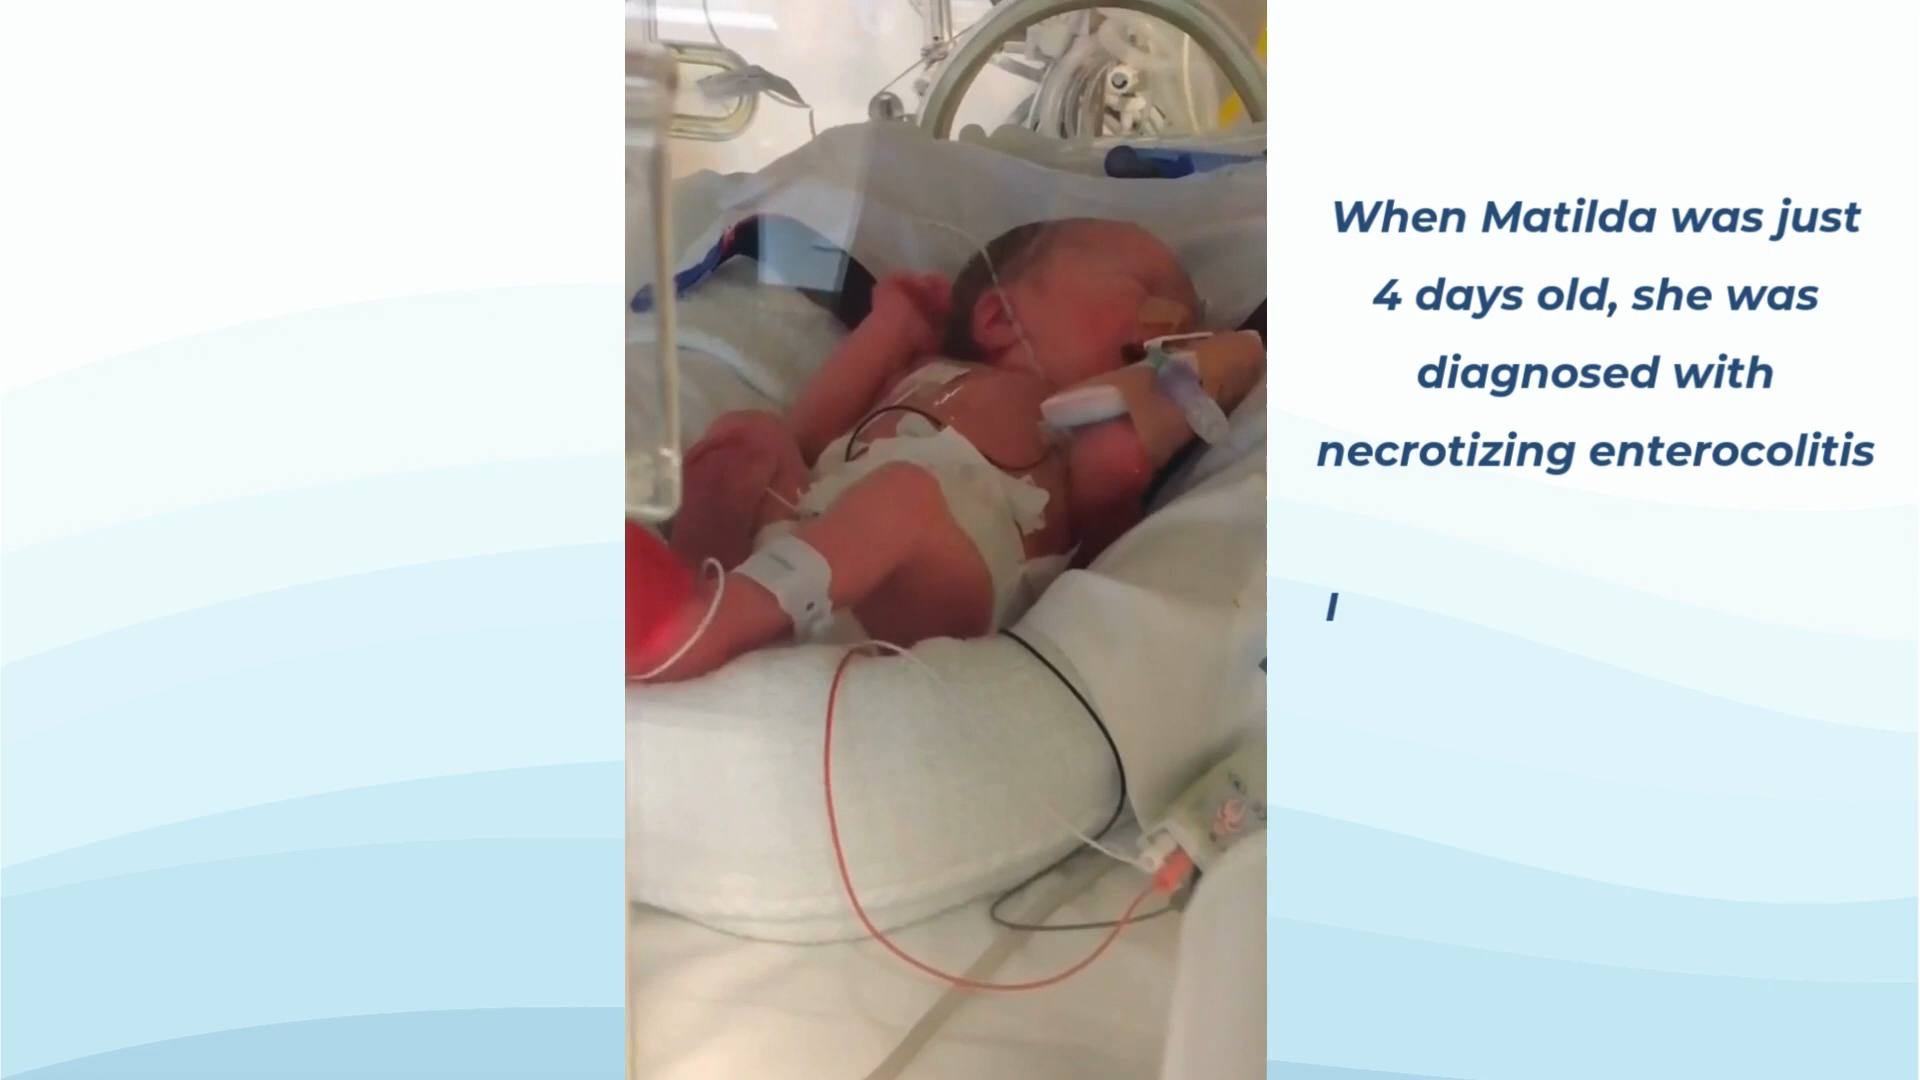 When Matilda was just
4 days old, she was
diagnosed with
necrotizing enterocolitis
I